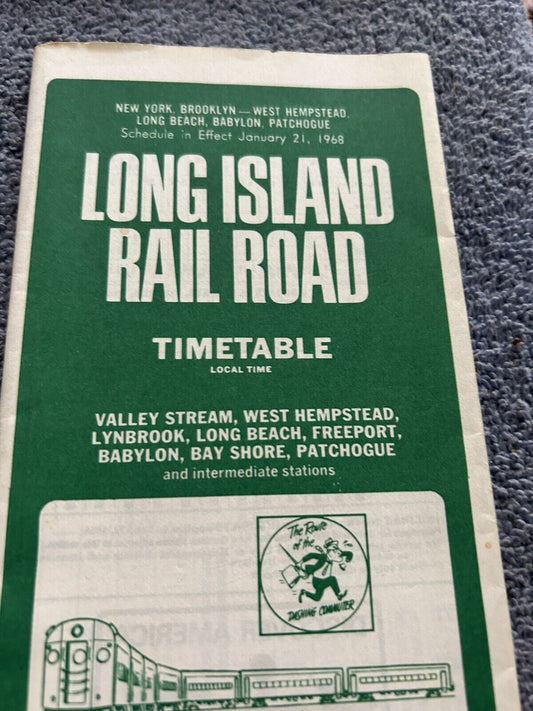 NEW YORK, BROOKLYN — WEST HEMPSTEAD,
LONG BEACH, BABYLON, PATCHOGUE
Schedule in Effect January 21, 1968
LONG ISLAND
RAIL ROAD
TIMETABLE
LOCAL TIME
VALLEY STREAM, WEST HEMPSTEAD,
LYNBROOK, LONG BEACH, FREEPORT,
BABYLON, BAY SHORE, PATCHOGUE
and intermediate stations
The Route
of the
DASHING COMMUTER